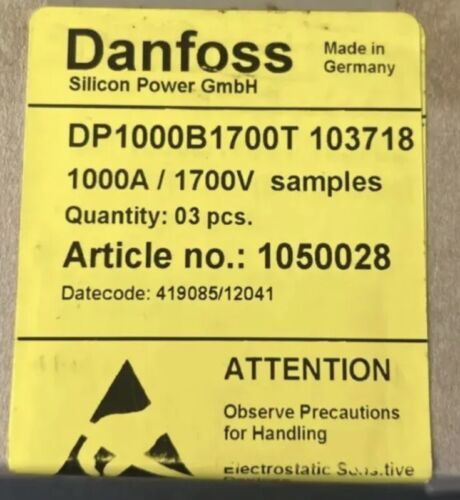 Danfoss
Made in
Germany
Silicon Power GmbH
DP1000B1700T 103718
1000A / 1700V samples
Quantity: 03 pcs.
Article no.: 1050028
Datecode: 419085/12041
ATTENTION
Observe Precautions
for Handling
Electrostatic